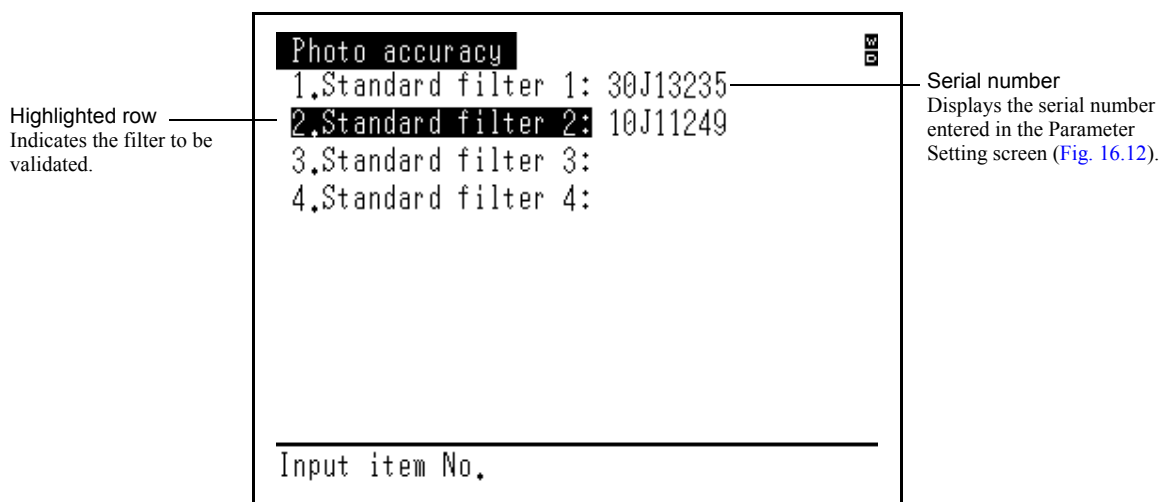 Photo accuracy
W
D
1.Standard filter 1: 30J13235
2.Standard filter 2: 10J11249
3.Standard filter 3:
4.Standard filter 4:
Input item No.
Highlighted row
Indicates the filter to be
validated.
Serial number
Displays the serial number
entered in the Parameter
Setting screen (Fig. 16.12).